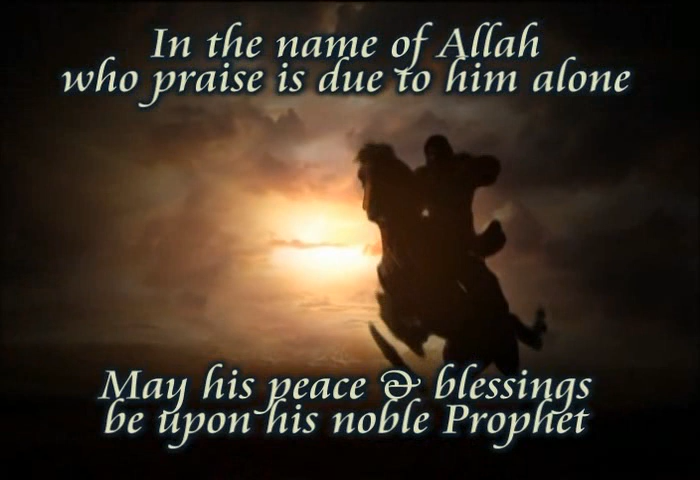 In the name of Allah
who praise is due to him alone
May his peace & blessings
be upon his noble Prophet